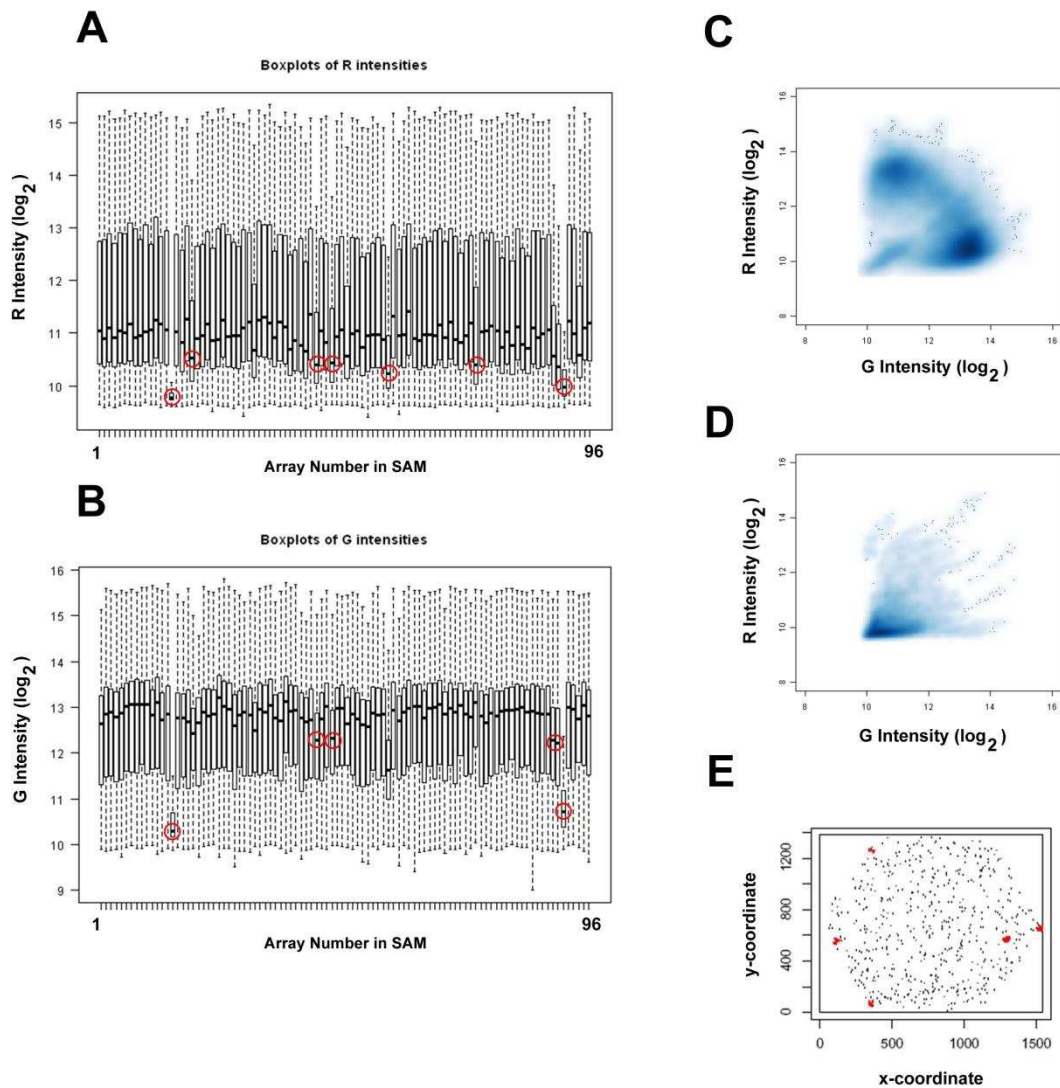 A
Boxplots of R intensities
R Intensity (log2)
15
14
13
12
11
10
1
96
Array Number in SAM
B
Boxplots of G intensities
G Intensity (log2)
16
15
14
13
12
11
10
9
1
96
Array Number in SAM
C
R Intensity (log2)
16
14
12
10
8
10
12
14
16
G Intensity (log2)
D
R Intensity (log2)
16
14
12
10
8
8
10
12
14
16
G Intensity (log2)
E
y-coordinate
1200
800
400
0
0
500
1000
1500
x-coordinate